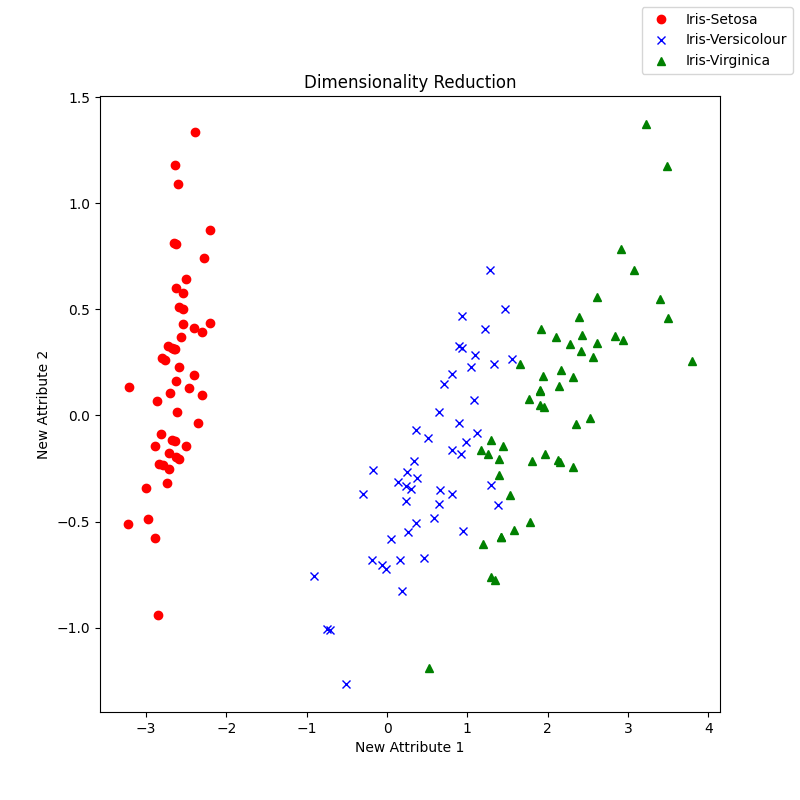 Iris-Setosa
Iris-Versicolour
Iris-Virginica
Dimensionality Reduction
1.5
1.0
0.5
0.0
−0.5
−1.0
New Attribute 2
−3
−2
−1
0
1
2
3
4
New Attribute 1